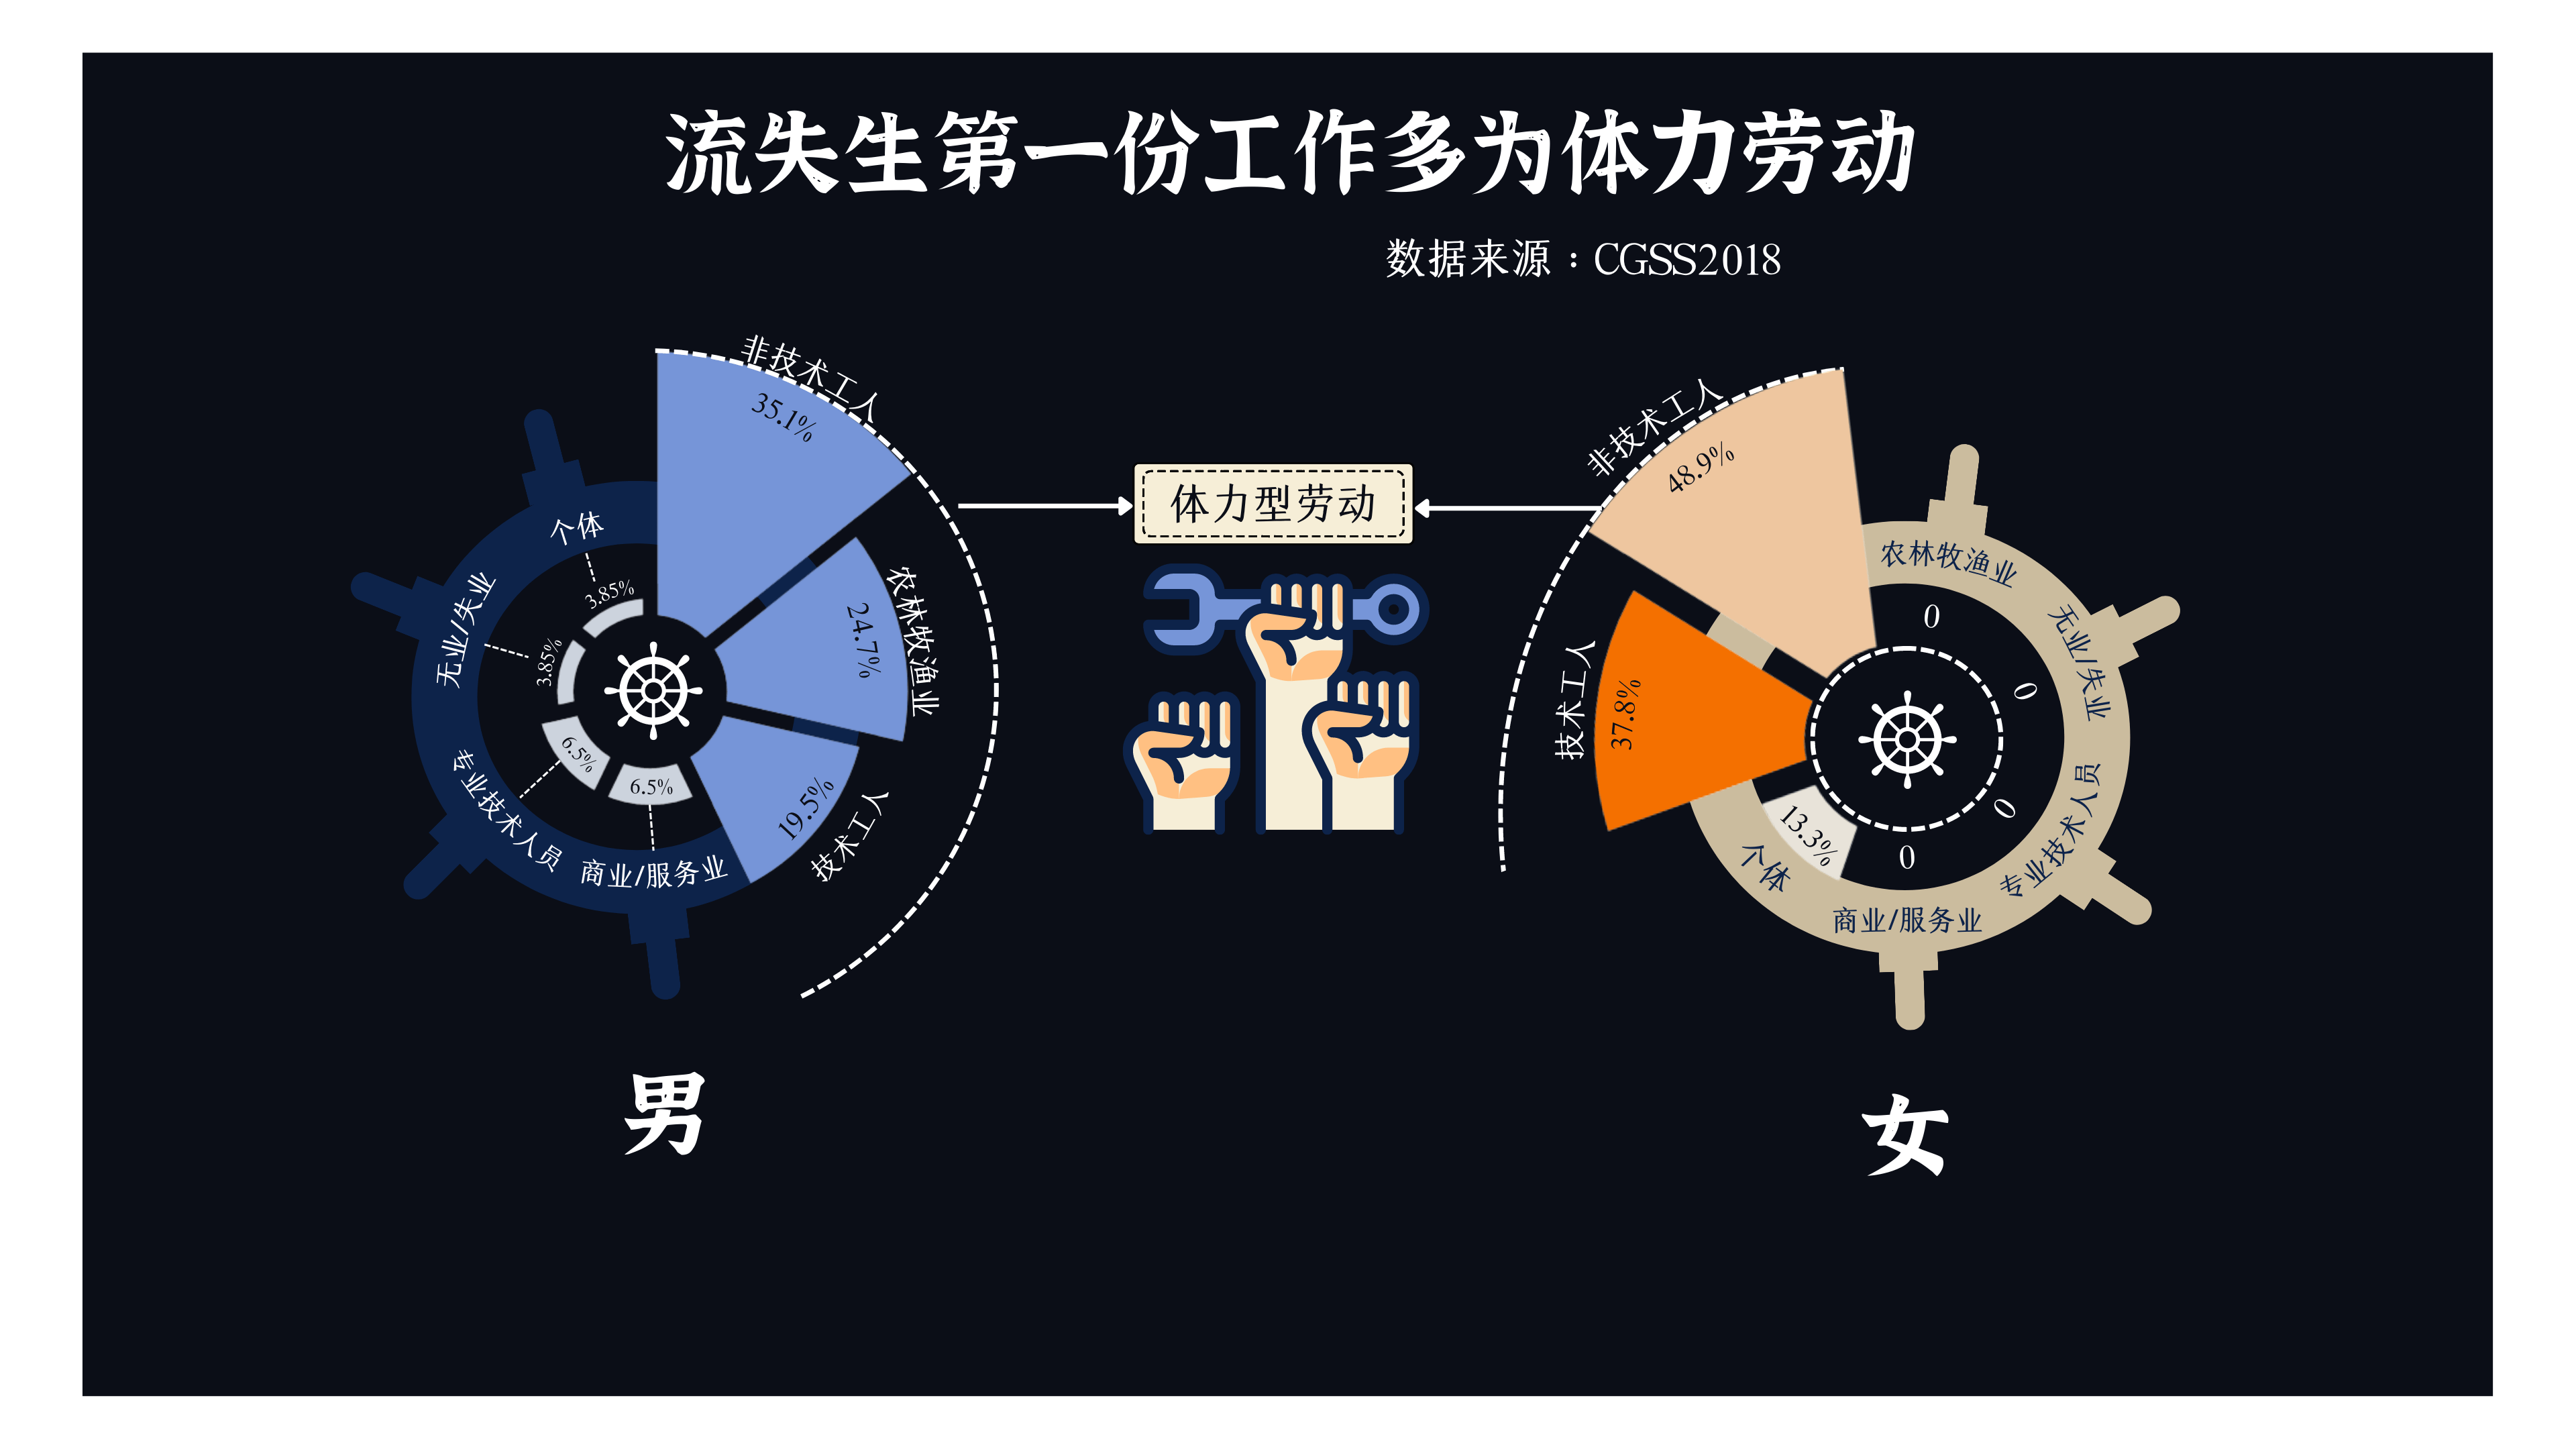 流失生第一份工作多为体力劳动
数据来源：CGSS2018
非技术工人
35.1%
农林牧渔业
24.7%
技术工人
19.5%
商业/服务业
6.5%
专业技术人员
6.5%
无业/失业
3.85%
个体
3.85%
男
体力型劳动
非技术工人
48.9%
技术工人
37.8%
个体
13.3%
商业/服务业
0
专业技术人员
0
无业/失业
0
农林牧渔业
0
女